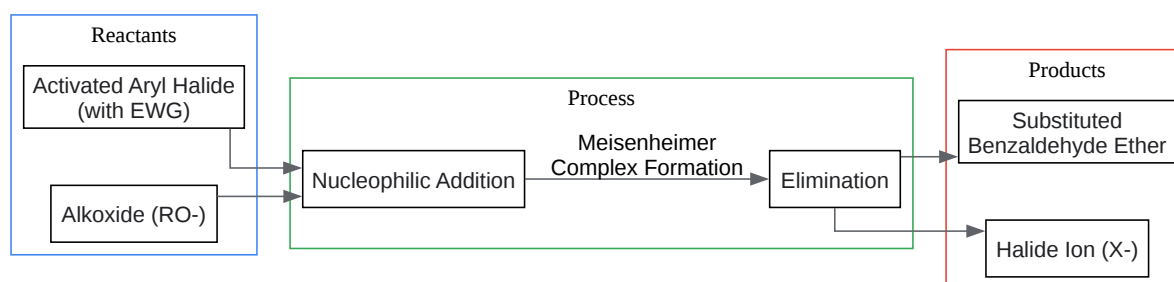 Reactants
Activated Aryl Halide
(with EWG)
Alkoxide (RO-)
Process
Nucleophilic Addition
Meisenheimer
Complex Formation
Elimination
Products
Substituted
Benzaldehyde Ether
Halide Ion (X-)